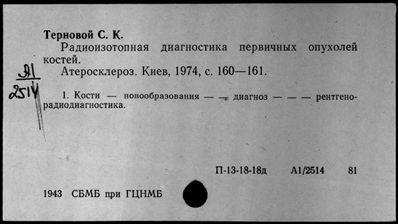 Терновой С. К.
Радиоизотопная диагностика первичных опухолей
костей.
Атеросклероз. Киев, 1974, с. 160—161.
А1
2514
1. Кости — новообразования — — диагноз — — — рентгено-
радиодиагностика.
П-13-18-18д А1/2514 81
1943 СБМБ при ГЦНМБ